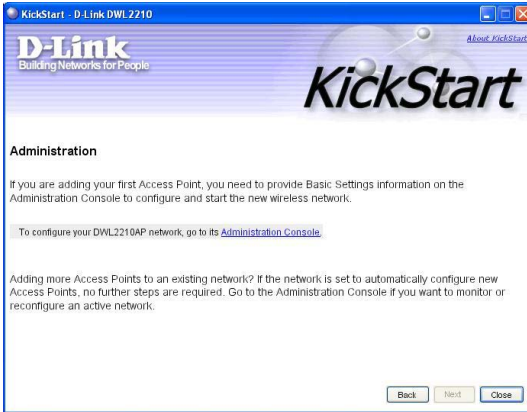 KickStart - D-Link DWL2210
D-Link
Building Networks for People
About KickStart
KickStart
Administration
If you are adding your first Access Point, you need to provide Basic Settings information on the
Administration Console to configure and start the new wireless network.
To configure your DWL2210AP network, go to its Administration Console.
Adding more Access Points to an existing network? If the network is set to automatically configure new
Access Points, no further steps are required. Go to the Administration Console if you want to monitor or
reconfigure an active network.
Back Next Close